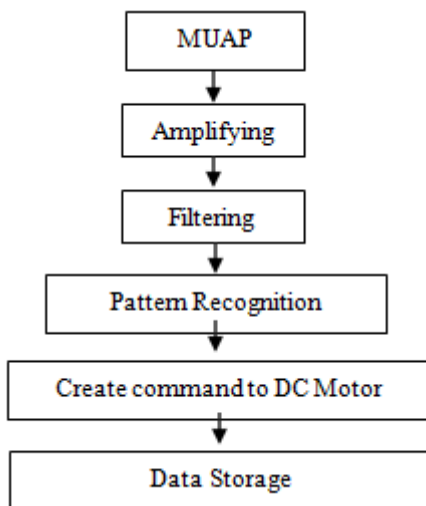 MUAP
Amplifying
Filtering
Pattern Recognition
Create command to DC Motor
Data Storage